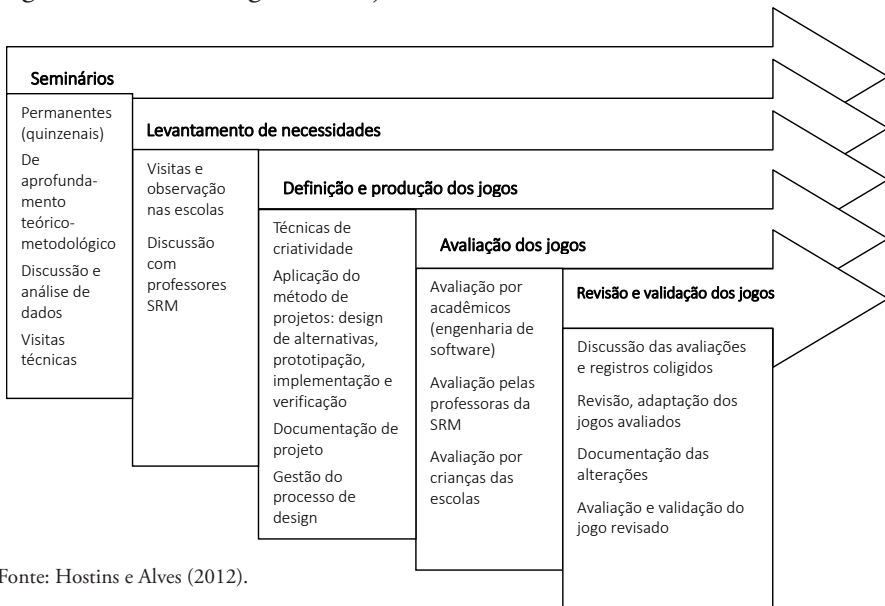 Seminários
Permanentes
(quinzenais)
De
aprofunda-
mento
teórico-
metodológico
Discussão e
análise de
dados
Visitas
técnicas
Levantamento de necessidades
Visitas e
observação
nas escolas
Discussão
com
professores
SRM
Definição e produção dos jogos
Técnicas de
criatividade
Aplicação do
método de
projetos: design
de alternativas,
prototipação,
implementação e
verificação
Documentação de
projeto
Gestão do
processo de
design
Avaliação dos jogos
Avaliação por
acadêmicos
(engenharia de
software)
Avaliação pelas
professoras da
SRM
Avaliação por
crianças das
escolas
Revisão e validação dos jogos
Discussão das avaliações
e registros coligidos
Revisão, adaptação dos
jogos avaliados
Documentação das
alterações
Avaliação e validação do
jogo revisado
Fonte: Hostins e Alves (2012).